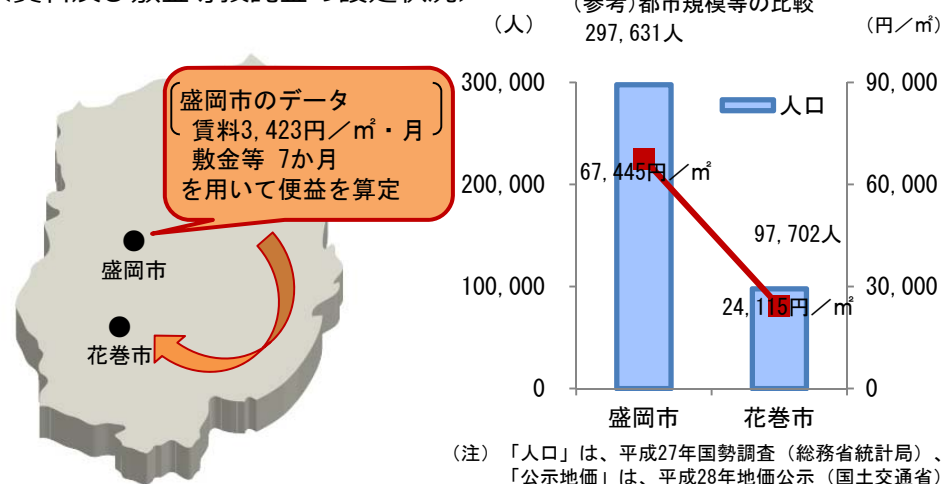 (参考)都市規模等の比較
盛岡市のデータ
賃料3,423円/㎡・月
敷金等 7か月
を用いて便益を算定
盛岡市
花巻市
(人)
297,631人
(円/㎡)
300,000
200,000
100,000
0
90,000
60,000
30,000
0
人口
67,445円/㎡
97,702人
24,115円/㎡
盛岡市
花巻市
(注) 「人口」は、平成27年国勢調査(総務省統計局)、
「公示地価」は、平成28年地価公示(国土交通省)